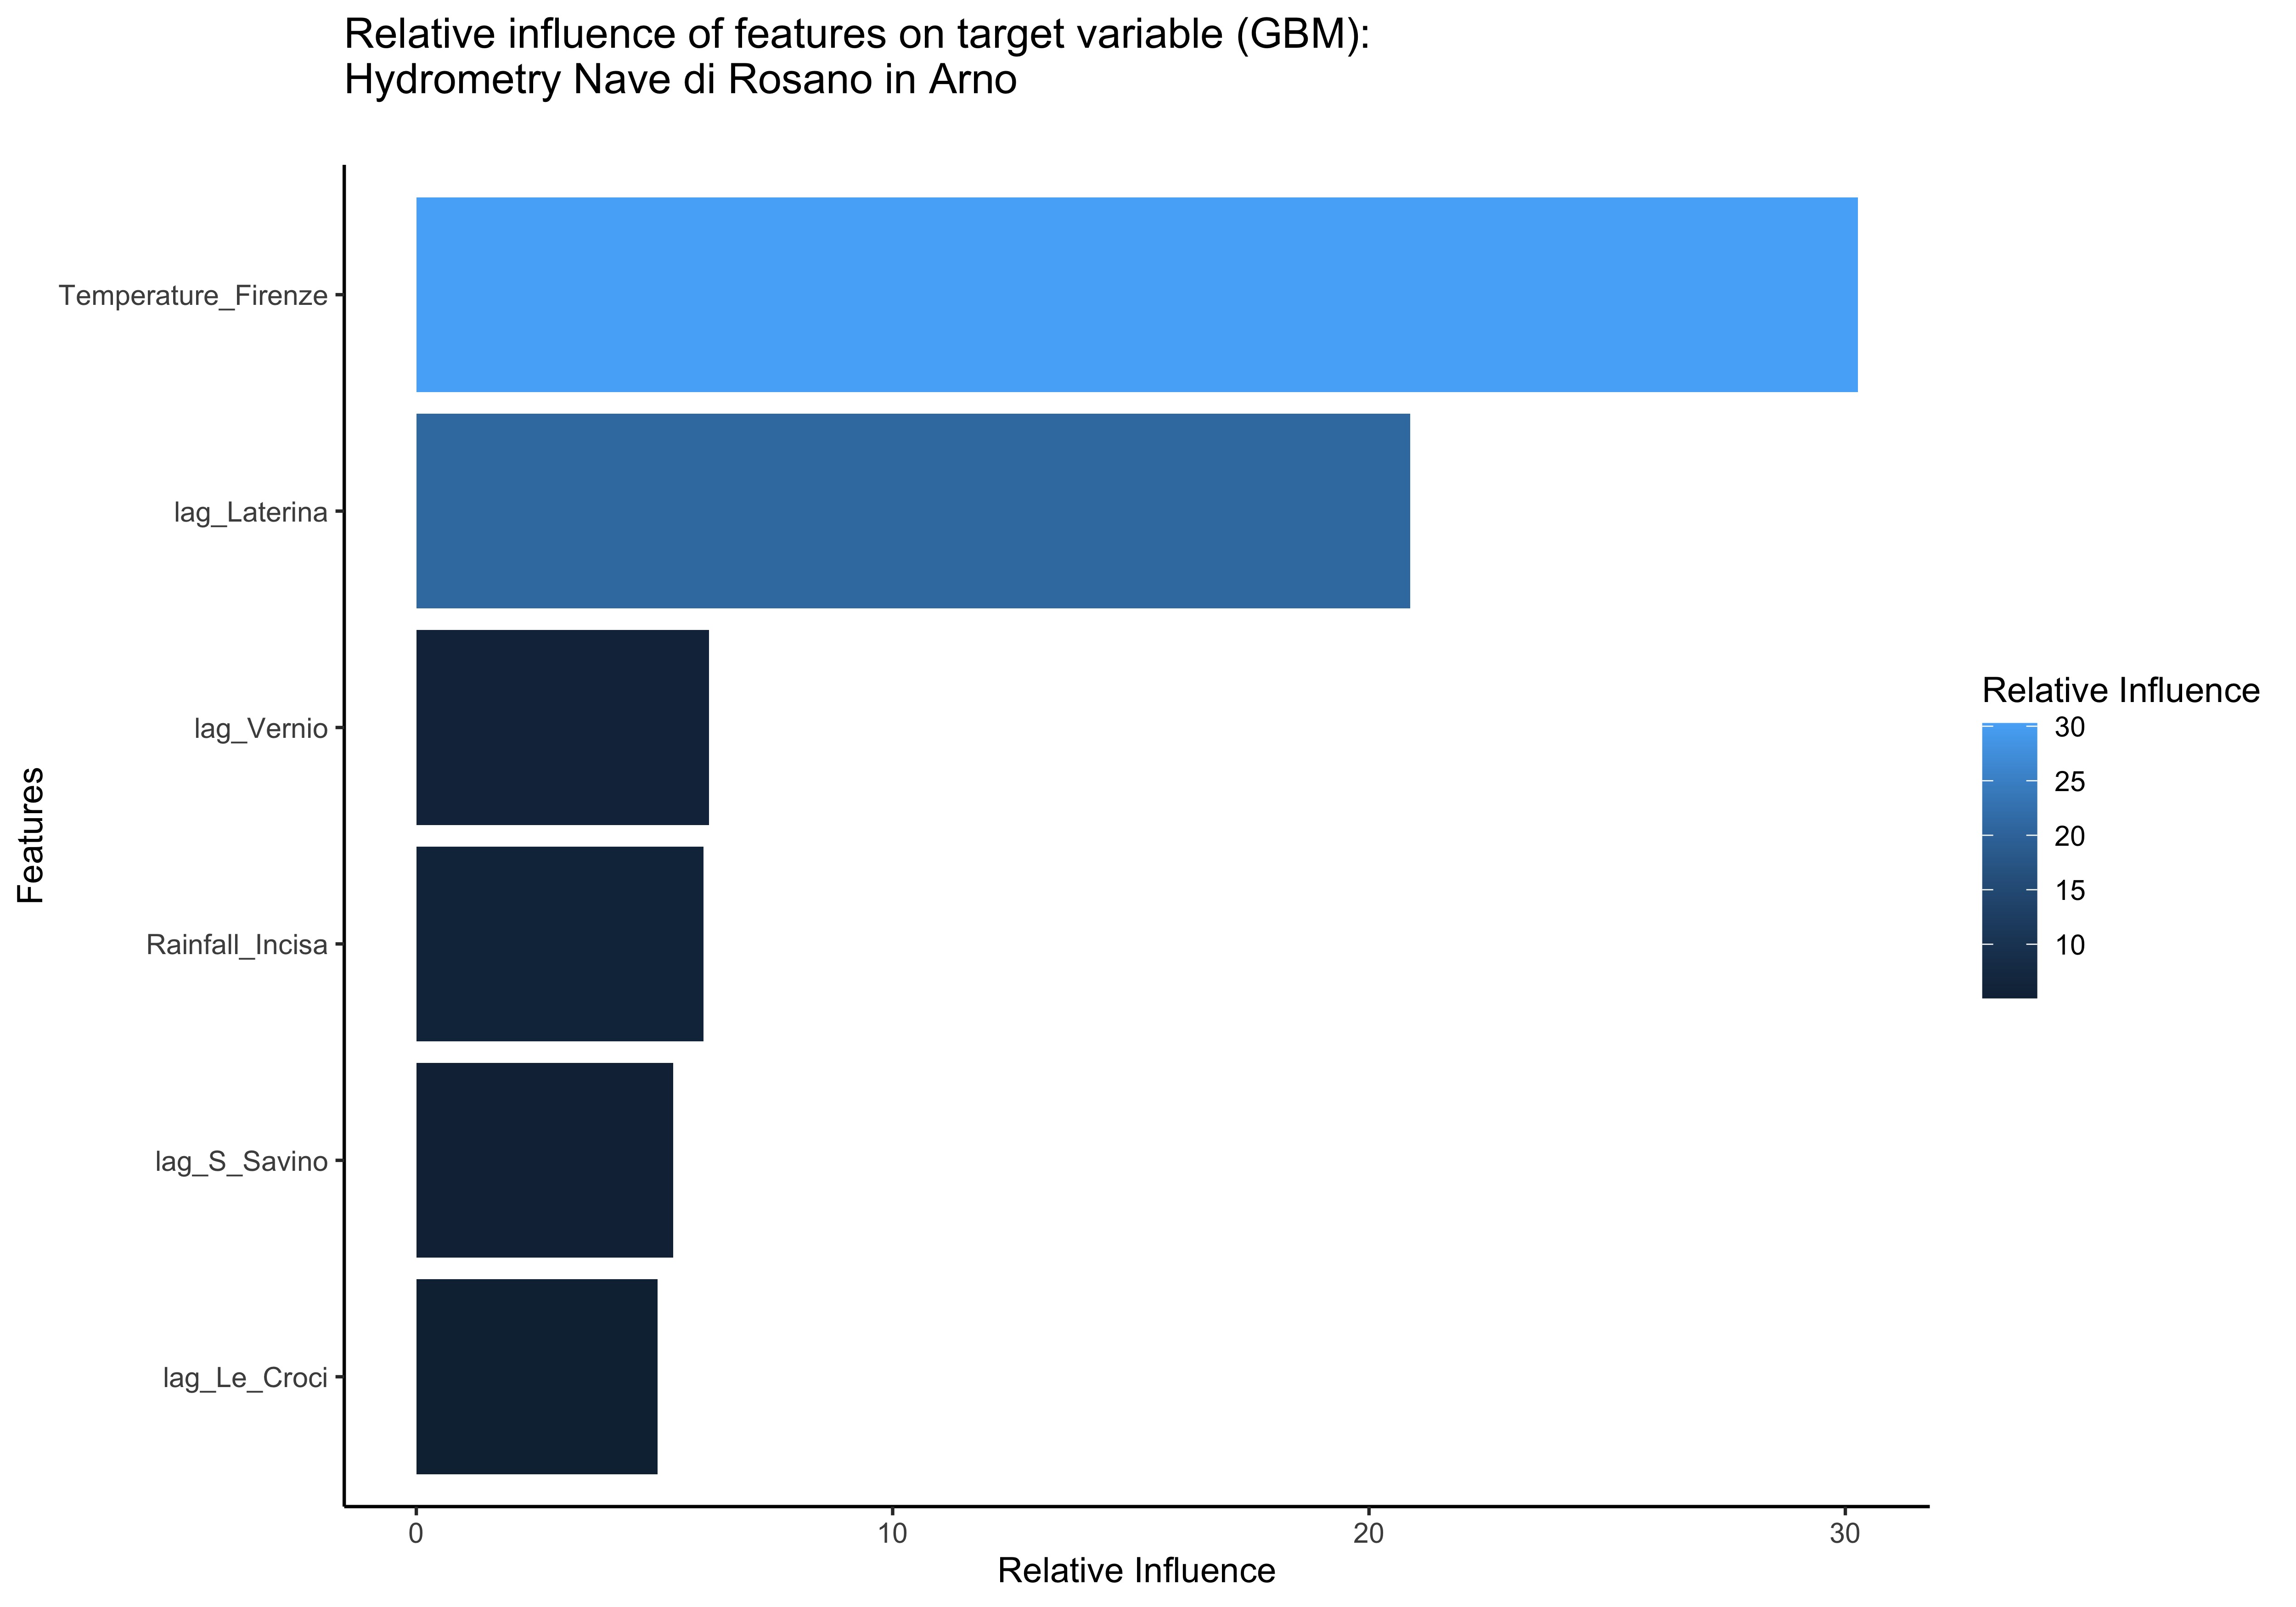 Relative influence of features on target variable (GBM):
Hydrometry Nave di Rosano in Arno
Features
Temperature_Firenze
lag_Laterina
lag_Vernio
Rainfall_Incisa
lag_S_Savino
lag_Le_Croci
0 10 20 30
Relative Influence
Relative Influence
30
25
20
15
10